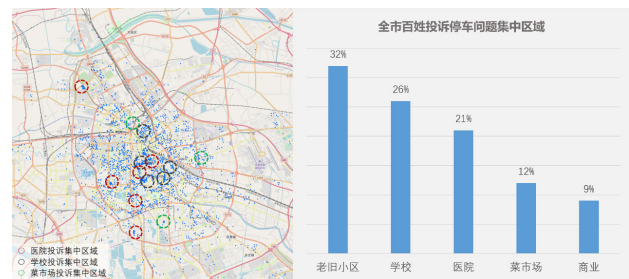 医院投诉集中区域
学校投诉集中区域
菜市场投诉集中区域
全市百姓投诉停车问题集中区域
32%
26%
21%
12%
9%
老旧小区
学校
医院
菜市场
商业